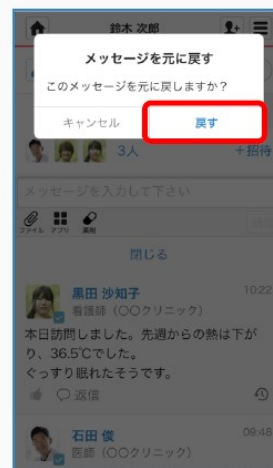 鈴木 次郎
メッセージを元に戻す
このメッセージを元に戻しますか？
キャンセル
戻す
3人
+招待
メッセージを入力して下さい
ファイル アプリ 薬剤
閉じる
黒田 沙知子
10:22
看護師（〇〇クリニック）
本日訪問しました。先週からの熱は下が
り、36.5℃でした。
ぐっすり眠れたそうです。
返信
石田 俊
09:48
医師（〇〇クリニック）